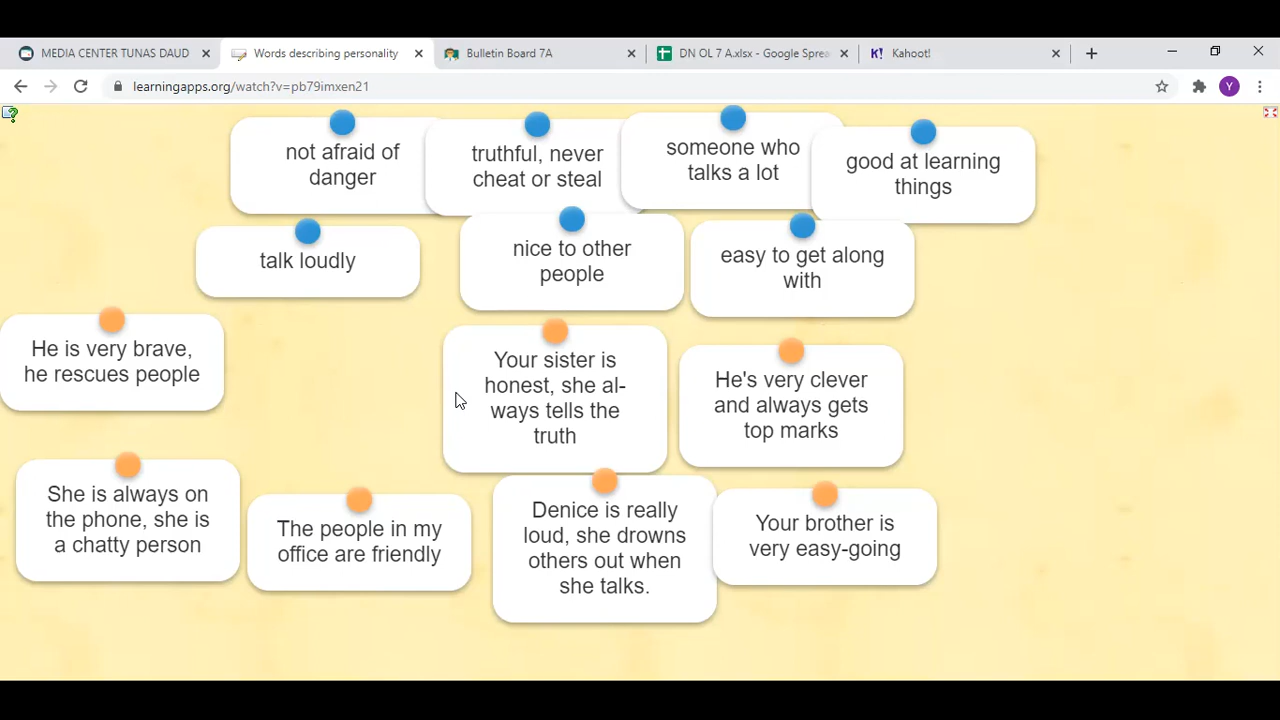 MEDIA CENTER TUNAS DAUD
Words describing personality
Bulletin Board 7A
DN OL 7 A.xlsx - Google Sprea
Kahoot!
learningapps.org/watch?v=pb79imxen21
Y
not afraid of
danger
truthful, never
cheat or steal
someone who
talks a lot
good at learning
things
talk loudly
nice to other
people
easy to get along
with
He is very brave,
he rescues people
Your sister is
honest, she al-
ways tells the
truth
He's very clever
and always gets
top marks
She is always on
the phone, she is
a chatty person
The people in my
office are friendly
Denice is really
loud, she drowns
others out when
she talks.
Your brother is
very easy-going